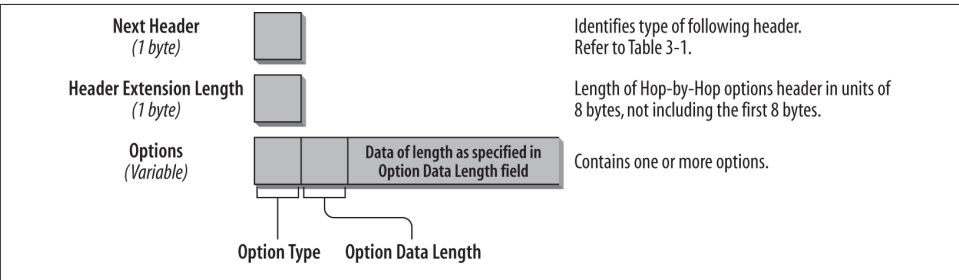 Next Header
(1 byte)
Identifies type of following header.
Refer to Table 3-1.
Header Extension Length
(1 byte)
Length of Hop-by-Hop options header in units of
8 bytes, not including the first 8 bytes.
Options
(Variable)
Data of length as specified in
Option Data Length field
Contains one or more options.
Option Type
Option Data Length